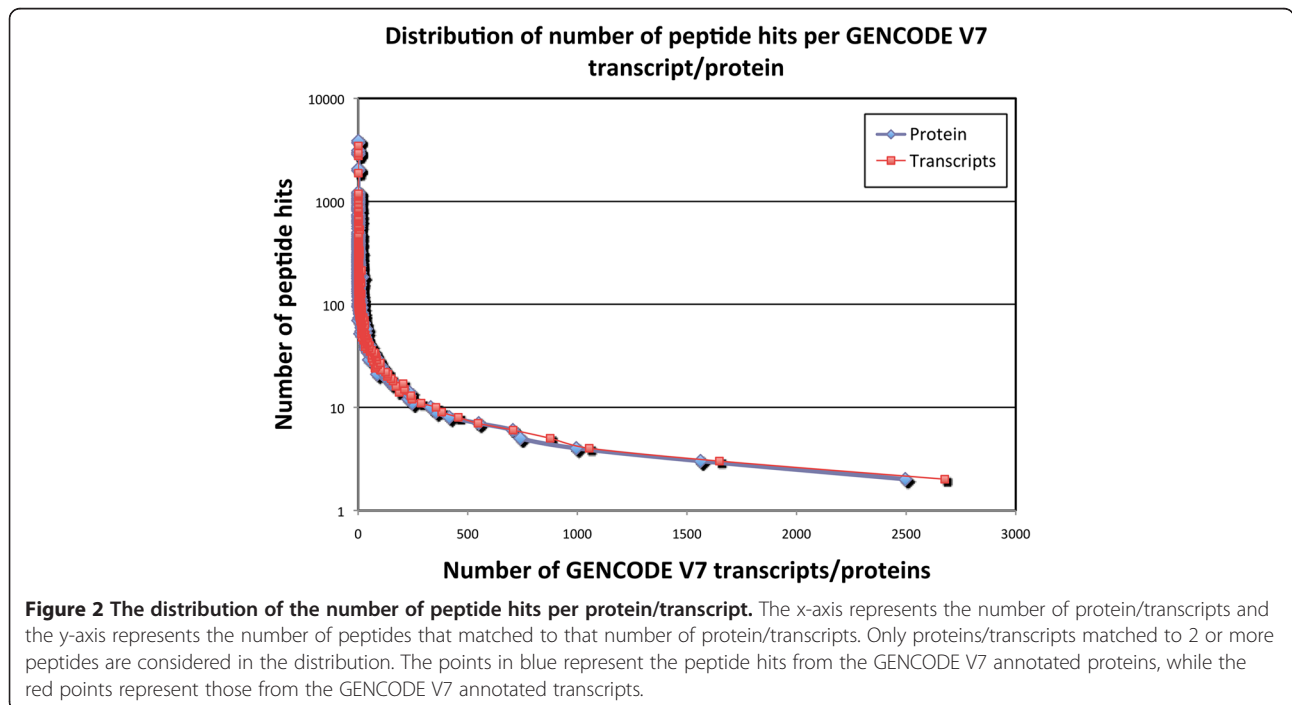 Distribution of number of peptide hits per GENCODE V7
transcript/protein
10000
1000
100
10
1
Number of peptide hits
Protein
Transcripts
0 500 1000 1500 2000 2500 3000
Number of GENCODE V7 transcripts/proteins
Figure 2 The distribution of the number of peptide hits per protein/transcript. The x-axis represents the number of protein/transcripts and
the y-axis represents the number of peptides that matched to that number of protein/transcripts. Only proteins/transcripts matched to 2 or more
peptides are considered in the distribution. The points in blue represent the peptide hits from the GENCODE V7 annotated proteins, while the
red points represent those from the GENCODE V7 annotated transcripts.